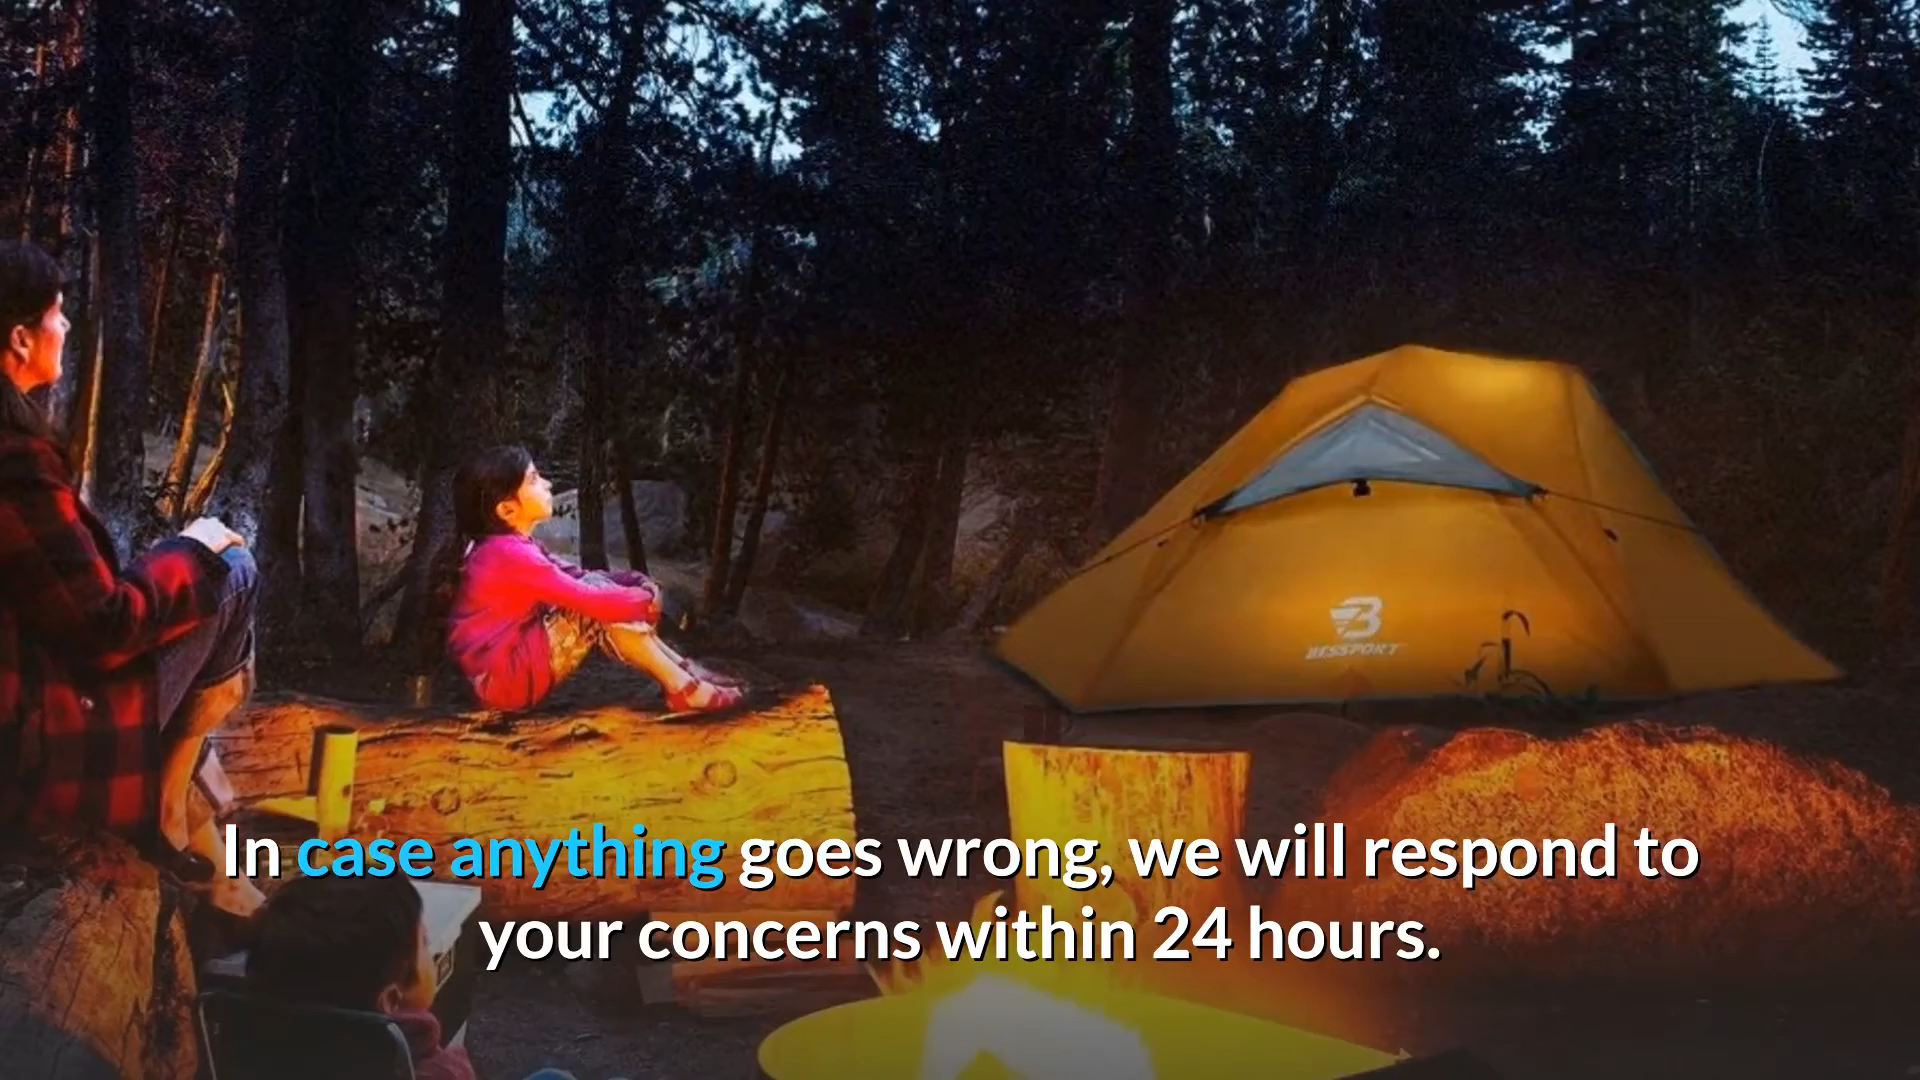 BESSPORT
In case anything goes wrong, we will respond to
your concerns within 24 hours.